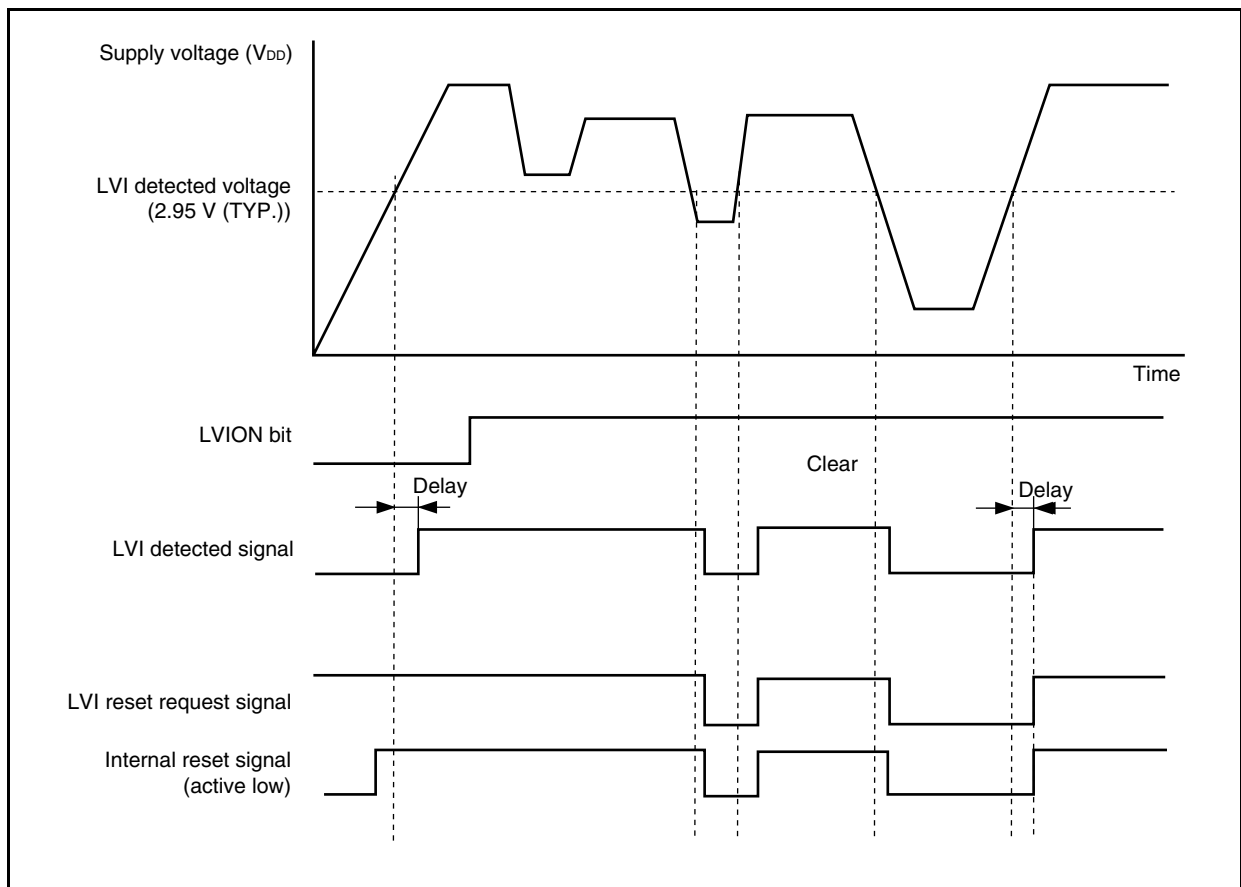 Supply voltage (VDD)
LVI detected voltage
(2.95 V (TYP.))
Time
LVION bit
Clear
Delay
Delay
LVI detected signal
LVI reset request signal
Internal reset signal
(active low)